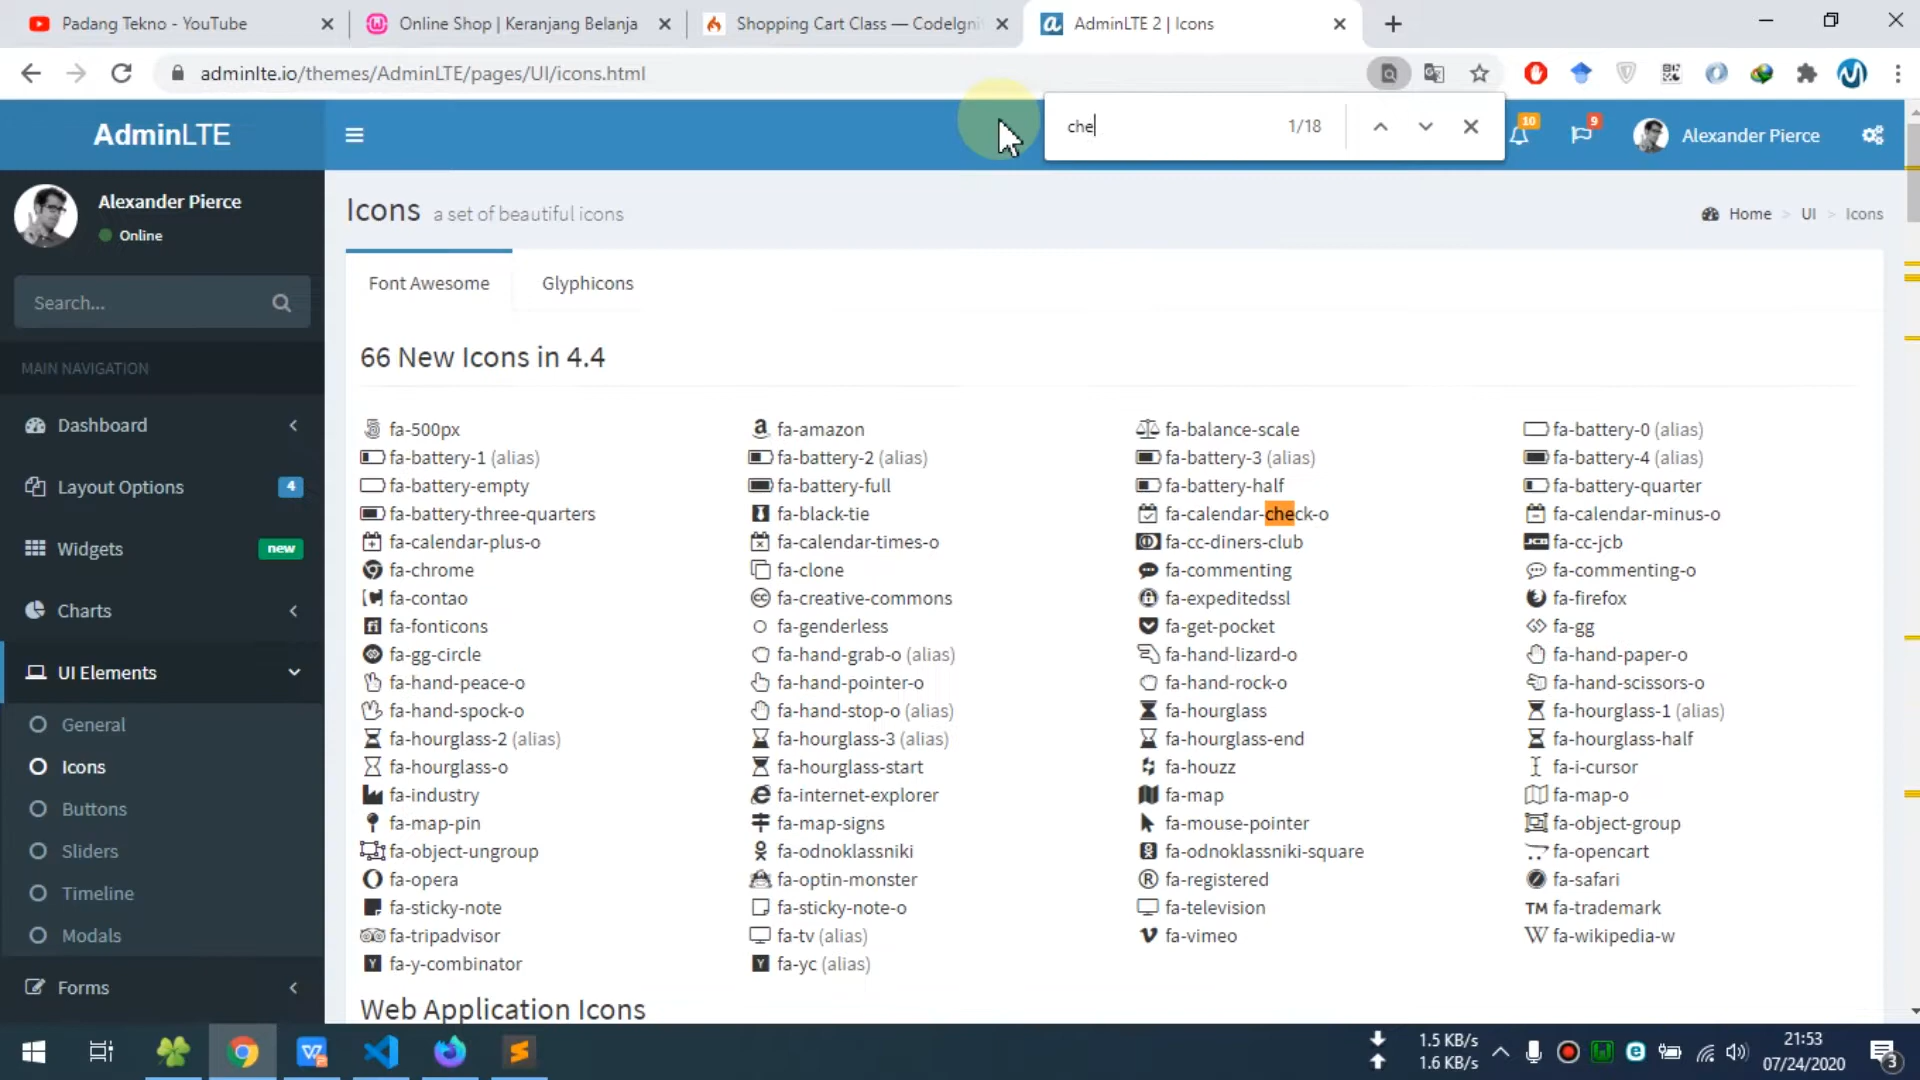 Padang Tekno - YouTube
Online Shop | Keranjang Belanja
Shopping Cart Class — CodeIgni
AdminLTE 2 | Icons
adminlte.io/themes/AdminLTE/pages/UI/icons.html
che
1/18
AdminLTE
10
9
Alexander Pierce
Alexander Pierce
Online
Search...
MAIN NAVIGATION
Dashboard
Layout Options
4
Widgets
new
Charts
UI Elements
General
Icons
Buttons
Sliders
Timeline
Modals
Forms
Icons a set of beautiful icons
Home > UI > Icons
Font Awesome
Glyphicons
66 New Icons in 4.4
fa-500px
fa-amazon
fa-balance-scale
fa-battery-0 (alias)
fa-battery-1 (alias)
fa-battery-2 (alias)
fa-battery-3 (alias)
fa-battery-4 (alias)
fa-battery-empty
fa-battery-full
fa-battery-half
fa-battery-quarter
fa-battery-three-quarters
fa-black-tie
fa-calendar-check-o
fa-calendar-minus-o
fa-calendar-plus-o
fa-calendar-times-o
fa-cc-diners-club
fa-cc-jcb
fa-chrome
fa-clone
fa-commenting
fa-commenting-o
fa-contao
fa-creative-commons
fa-expeditedssl
fa-firefox
fa-fonticons
fa-genderless
fa-get-pocket
fa-gg
fa-gg-circle
fa-hand-grab-o (alias)
fa-hand-lizard-o
fa-hand-paper-o
fa-hand-peace-o
fa-hand-pointer-o
fa-hand-rock-o
fa-hand-scissors-o
fa-hand-spock-o
fa-hand-stop-o (alias)
fa-hourglass
fa-hourglass-1 (alias)
fa-hourglass-2 (alias)
fa-hourglass-3 (alias)
fa-hourglass-end
fa-hourglass-half
fa-hourglass-o
fa-hourglass-start
fa-houzz
fa-i-cursor
fa-industry
fa-internet-explorer
fa-map
fa-map-o
fa-map-pin
fa-map-signs
fa-mouse-pointer
fa-object-group
fa-object-ungroup
fa-odnoklassniki
fa-odnoklassniki-square
fa-opencart
fa-opera
fa-optin-monster
fa-registered
fa-safari
fa-sticky-note
fa-sticky-note-o
fa-television
fa-trademark
fa-tripadvisor
fa-tv (alias)
fa-vimeo
fa-wikipedia-w
fa-y-combinator
fa-yc (alias)
Web Application Icons
1.5 KB/s
1.6 KB/s
21:53
07/24/2020
3